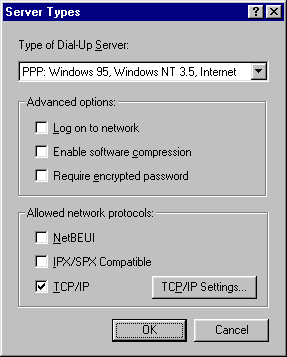 Server Types
Type of Dial-Up Server:
PPP: Windows 95, Windows NT 3.5, Internet
Advanced options:
Log on to network
Enable software compression
Require encrypted password
Allowed network protocols:
NetBEUI
IPX/SPX Compatible
TCP/IP TCP/IP Settings...
OK Cancel